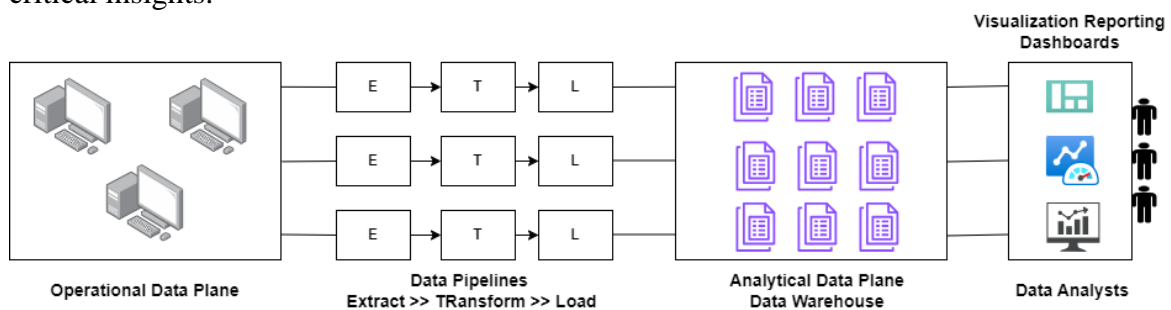 critical insights.
Visualization Reporting
Dashboards
E T L
E T L
E T L
Operational Data Plane
Data Pipelines
Extract >> TRansform >> Load
Analytical Data Plane
Data Warehouse
Data Analysts